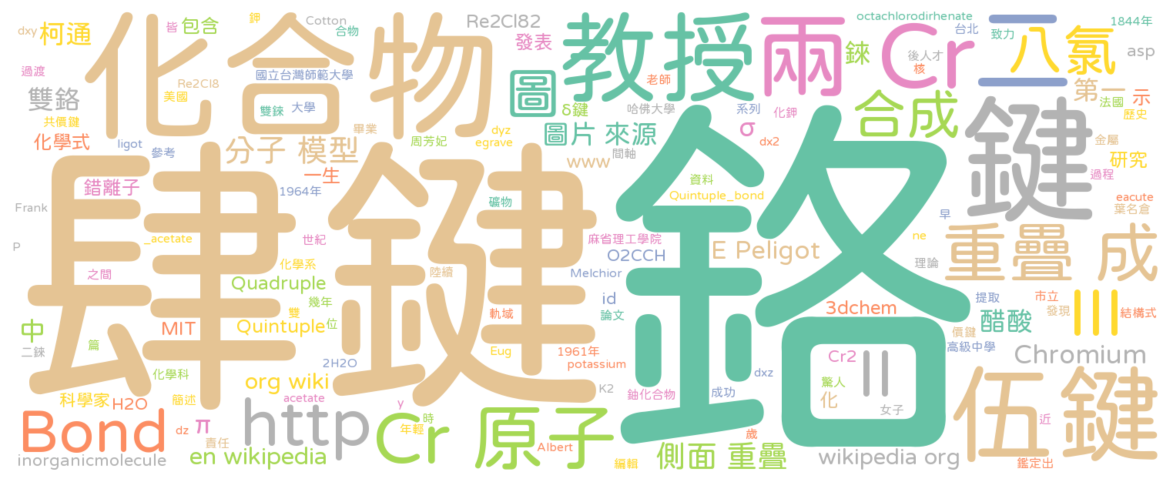 dxy 柯通 皆 鉀 包含 Cotton 合物 Re2Cl82 發表 教授 兩 Cr 二 八氯 octachlorodirhenate 台北 致力 1844年 asp
過渡 化合物 國立台灣師範大學 Re2Cl8 美國 圖 老師 錸 後人才 核 第一 法國 示 歷史
雙鉻 共價鍵 化學式 雙錸 大學 畢業 δ鍵 哈佛大學 系列 化鉀 合成 鍵 金屬
ligot 參考 分子 模型 周芳妃 dyz egrave 圖片 來源 σ dx2 研究
錯離子 一生 1964年 www 間軸 鉻 資料 Quintuple_bond 過程 eacute 葉名倉
Frank 肆鍵 礦物 早
P _acetate 世紀 麻省理工學院 E Peligot ne 重疊 成
二錸 之間 化學系 陸續 O2CCH Melchior 理論
中 Quadruple 幾年 雙 id 論文 3dchem 提取 市立 發現 結構式
篇 MIT Quintuple 位 軌域 1961年 醋酸 III 價鍵 高級中學
化學科 2H2O Eug potassium Cr2 II dxz Chromium
科學家 H2O 簡述 org wiki acetate K2 鈾化合物 成功 驚人 化 女子 伍鍵
Bond dz π 責任 http y 年輕 時 Cr 原子 Albert 歲 近
inorganicmolecule en wikipedia 編輯 側面 重疊 wikipedia org 鑑定出